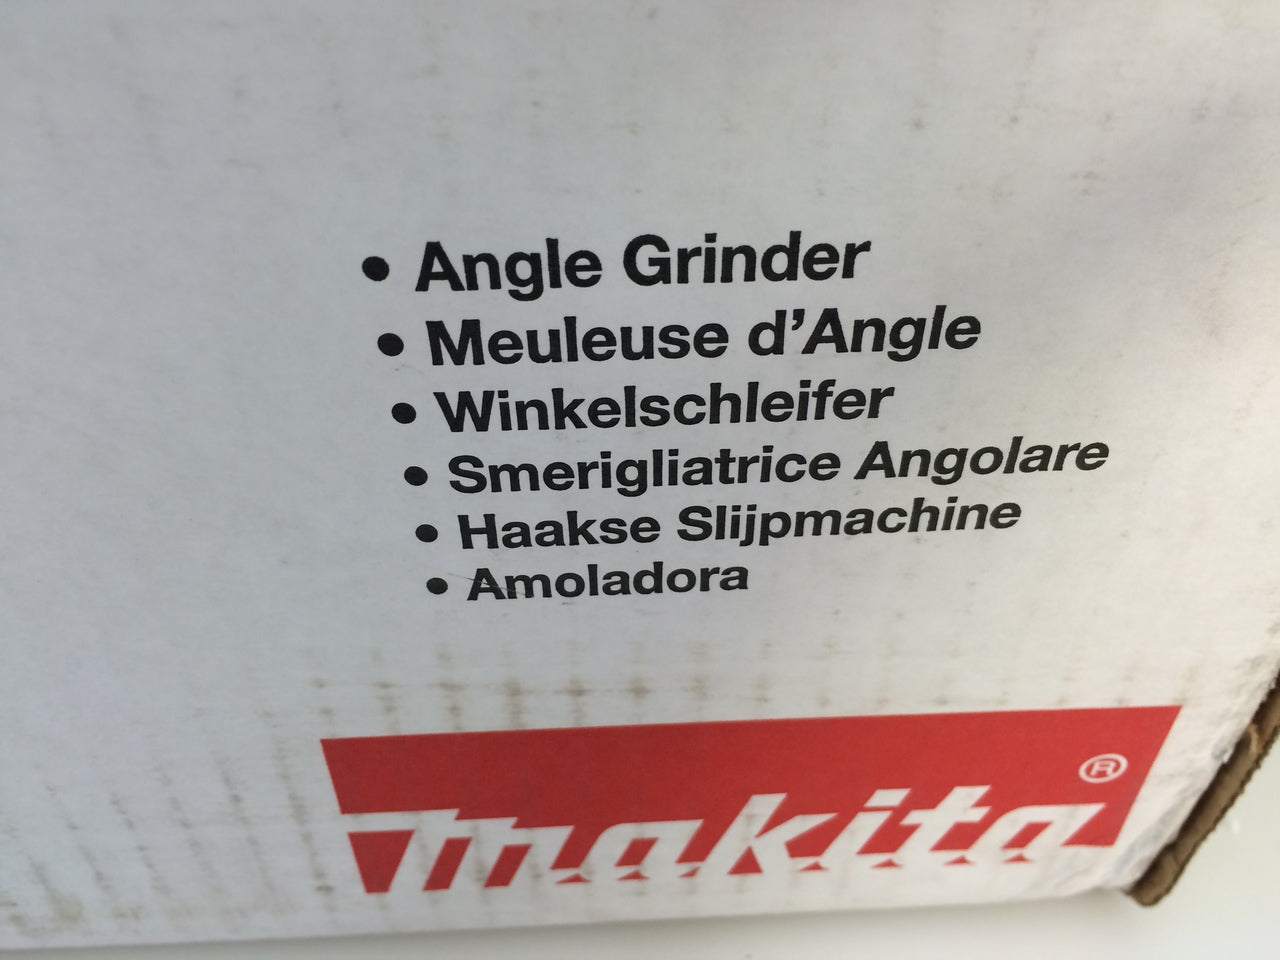 • Angle Grinder
• Meuleuse d’Angle
• Winkelschleifer
• Smerigliatrice Angolare
• Haakse Slijpmachine
• Amoladora
makita ®